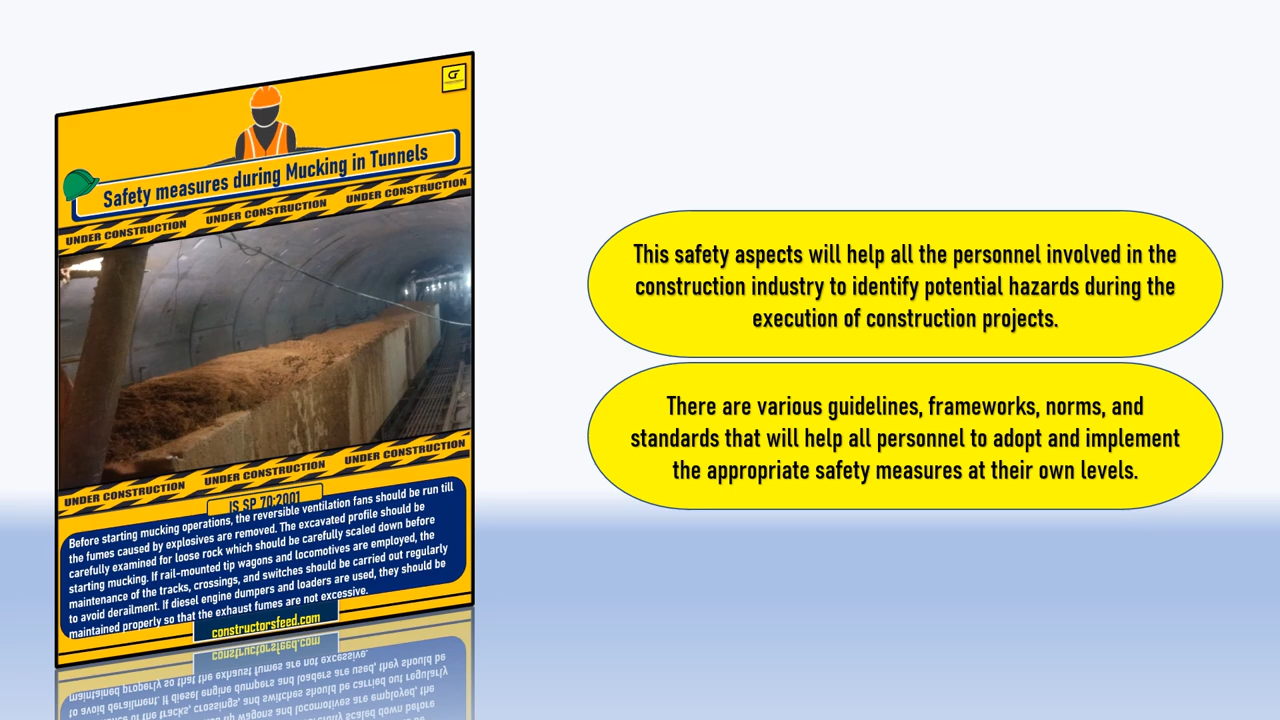 Safety measures during Mucking in Tunnels
UNDER CONSTRUCTION UNDER CONSTRUCTION UNDER CONSTRUCTION
UNDER CONSTRUCTION UNDER CONSTRUCTION UNDER CONSTRUCTION
IS SP 70:2001
Before starting mucking operations, the reversible ventilation fans should be run till
the fumes caused by explosives are removed. The excavated profile should be
carefully examined for loose rock which should be carefully scaled down before
starting mucking. If rail-mounted tip wagons and locomotives are employed, the
maintenance of the tracks, crossings, and switches should be carried out regularly
to avoid derailment. If diesel engine dumpers and loaders are used, they should be
maintained properly so that the exhaust fumes are not excessive.
constructorsfeed.com
This safety aspects will help all the personnel involved in the
construction industry to identify potential hazards during the
execution of construction projects.
There are various guidelines, frameworks, norms, and
standards that will help all personnel to adopt and implement
the appropriate safety measures at their own levels.